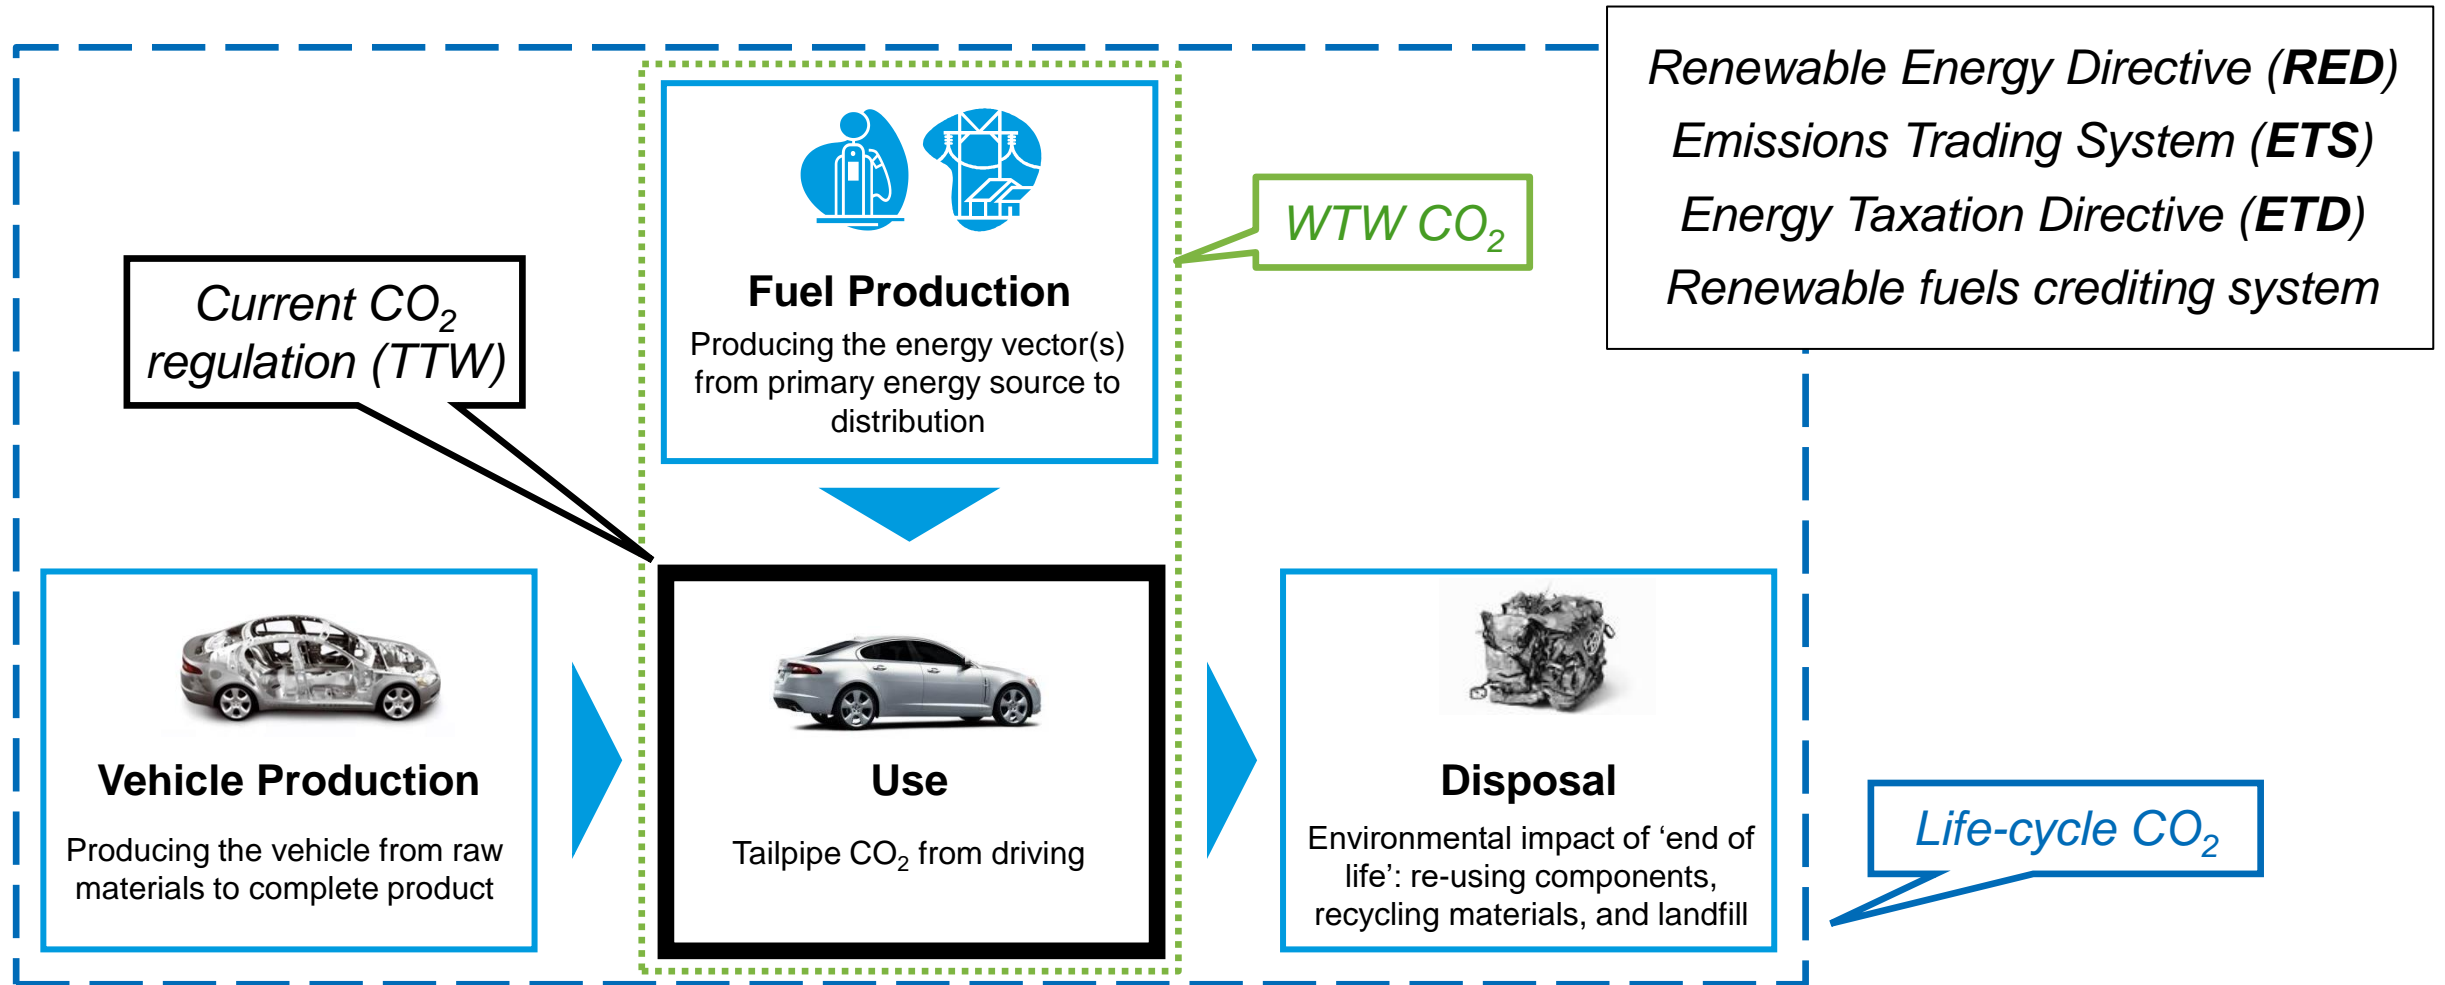 Renewable Energy Directive (RED)
Emissions Trading System (ETS)
Energy Taxation Directive (ETD)
Renewable fuels crediting system
WTW CO₂
Current CO₂
regulation (TTW)
Fuel Production
Producing the energy vector(s)
from primary energy source to
distribution
Vehicle Production
Producing the vehicle from raw
materials to complete product
Use
Tailpipe CO₂ from driving
Disposal
Environmental impact of ‘end of
life’: re-using components,
recycling materials, and landfill
Life-cycle CO₂